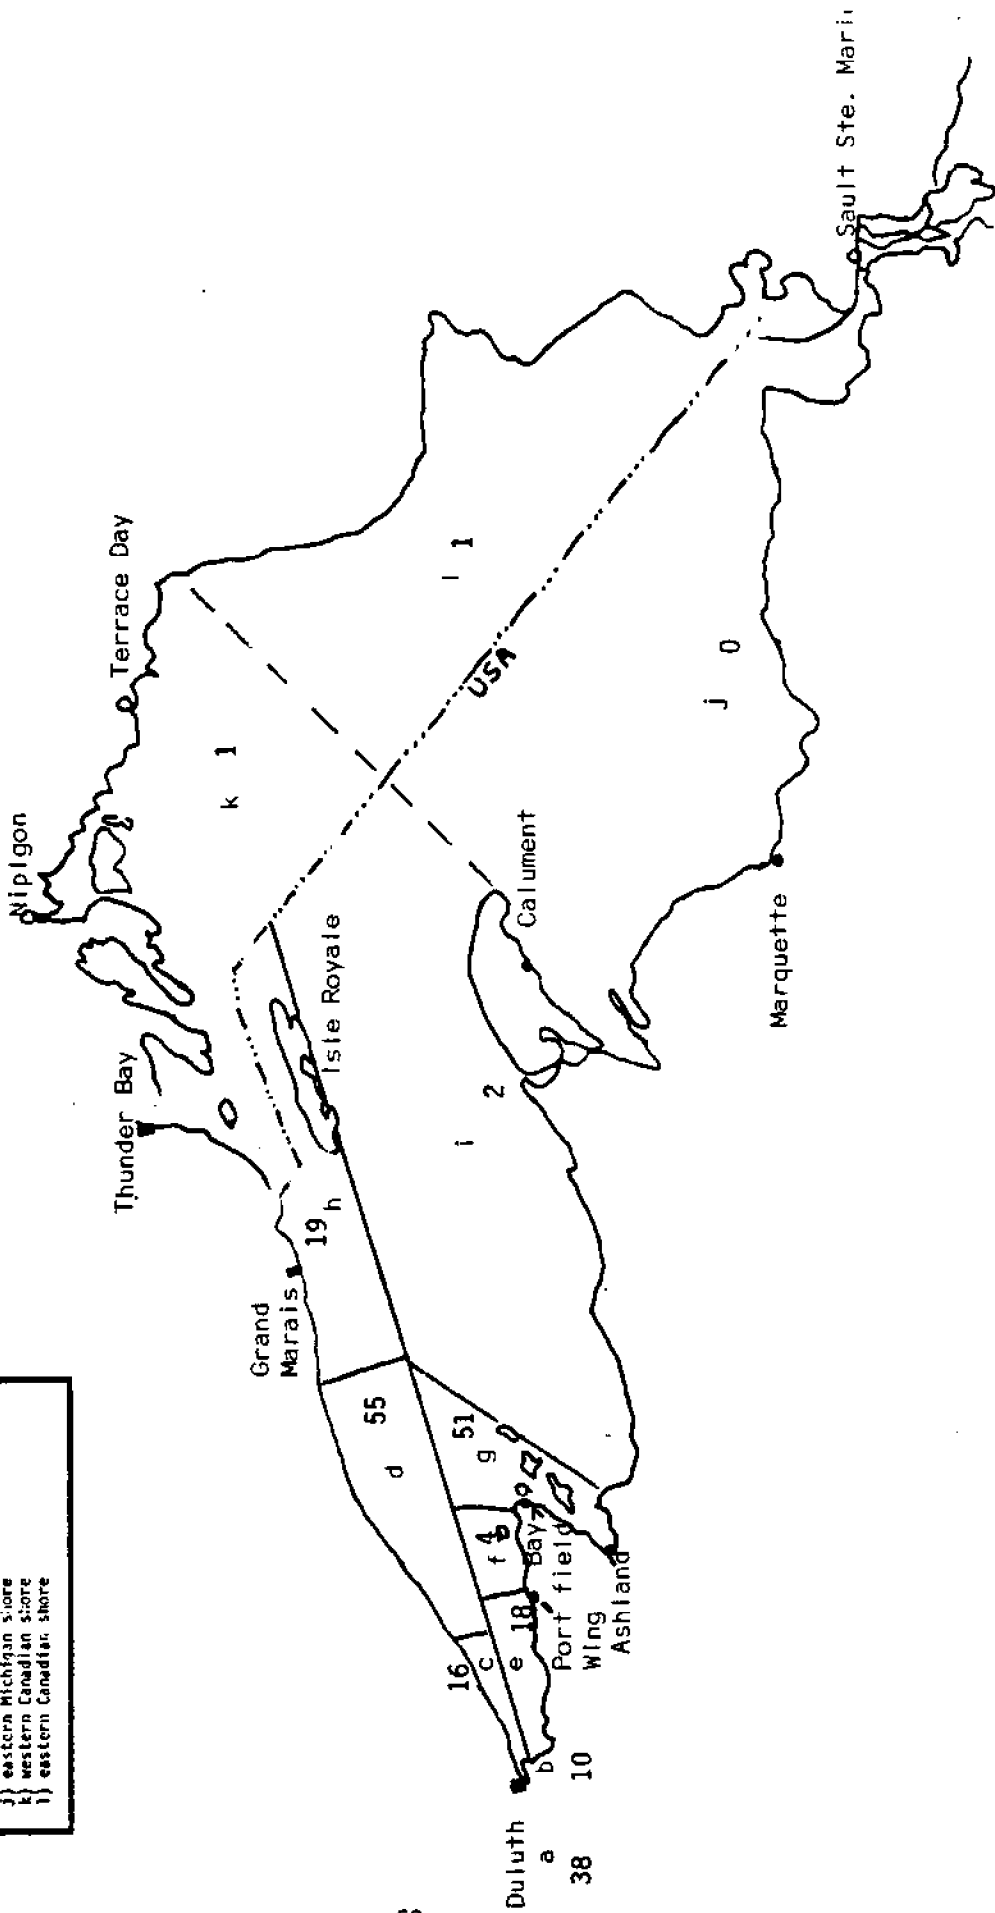 j) eastern Michigan shore
k) western Canadian shore
l) eastern Canadian shore
Nipigon
Terrace Day
Thunder Bay
k 1
Isle Royale
Grand
Marais
19
h
l 1
USA
55
d
51
g
4
f
Bay
field
Port
Wing
18
16
c
e
Ashland
Duluth
a
38
b
10
i
2
Calument
j 0
Marquette
Sault Ste. Mari